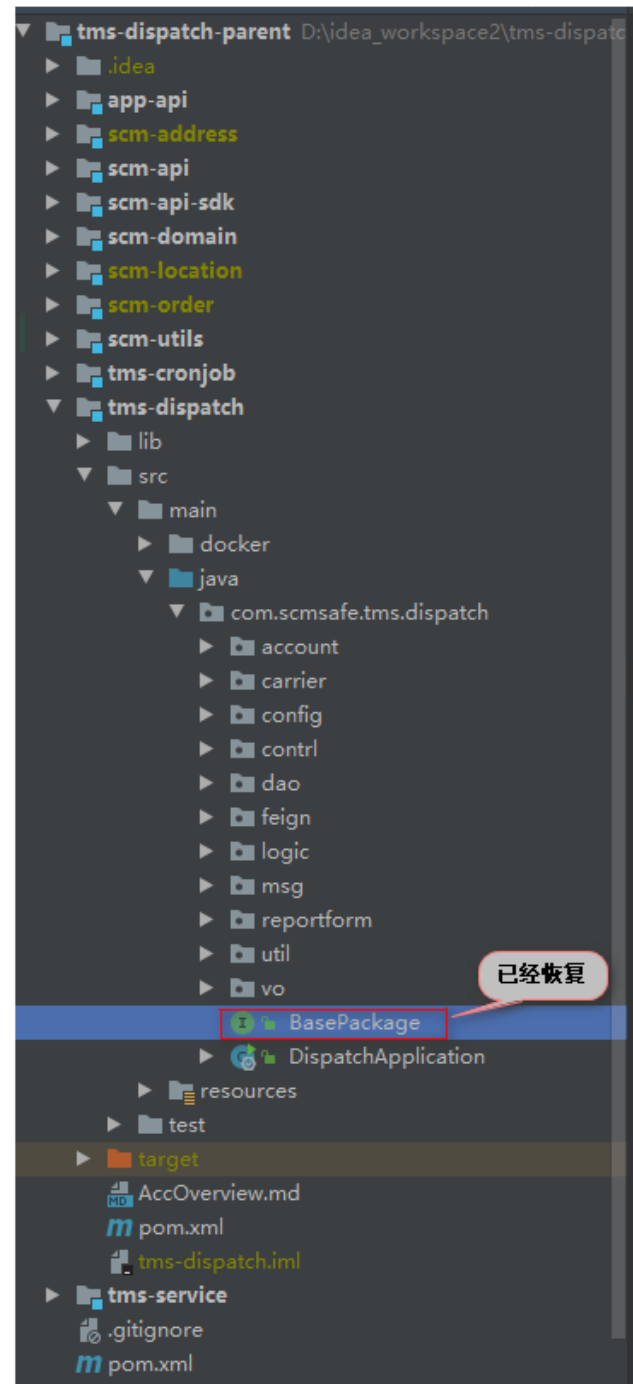 tms-dispatch-parent D:\idea_workspace2\tms-dispatc
.idea
app-api
scm-address
scm-api
scm-api-sdk
scm-domain
scm-location
scm-order
scm-utils
tms-cronjob
tms-dispatch
lib
src
main
docker
java
com.scmsafe.tms.dispatch
account
carrier
config
contrl
dao
feign
logic
msg
reportform
util
已经恢复
vo
I BasePackage
C DispatchApplication
resources
test
target
MD AccOverview.md
m pom.xml
tms-dispatch.iml
tms-service
.gitignore
m pom.xml